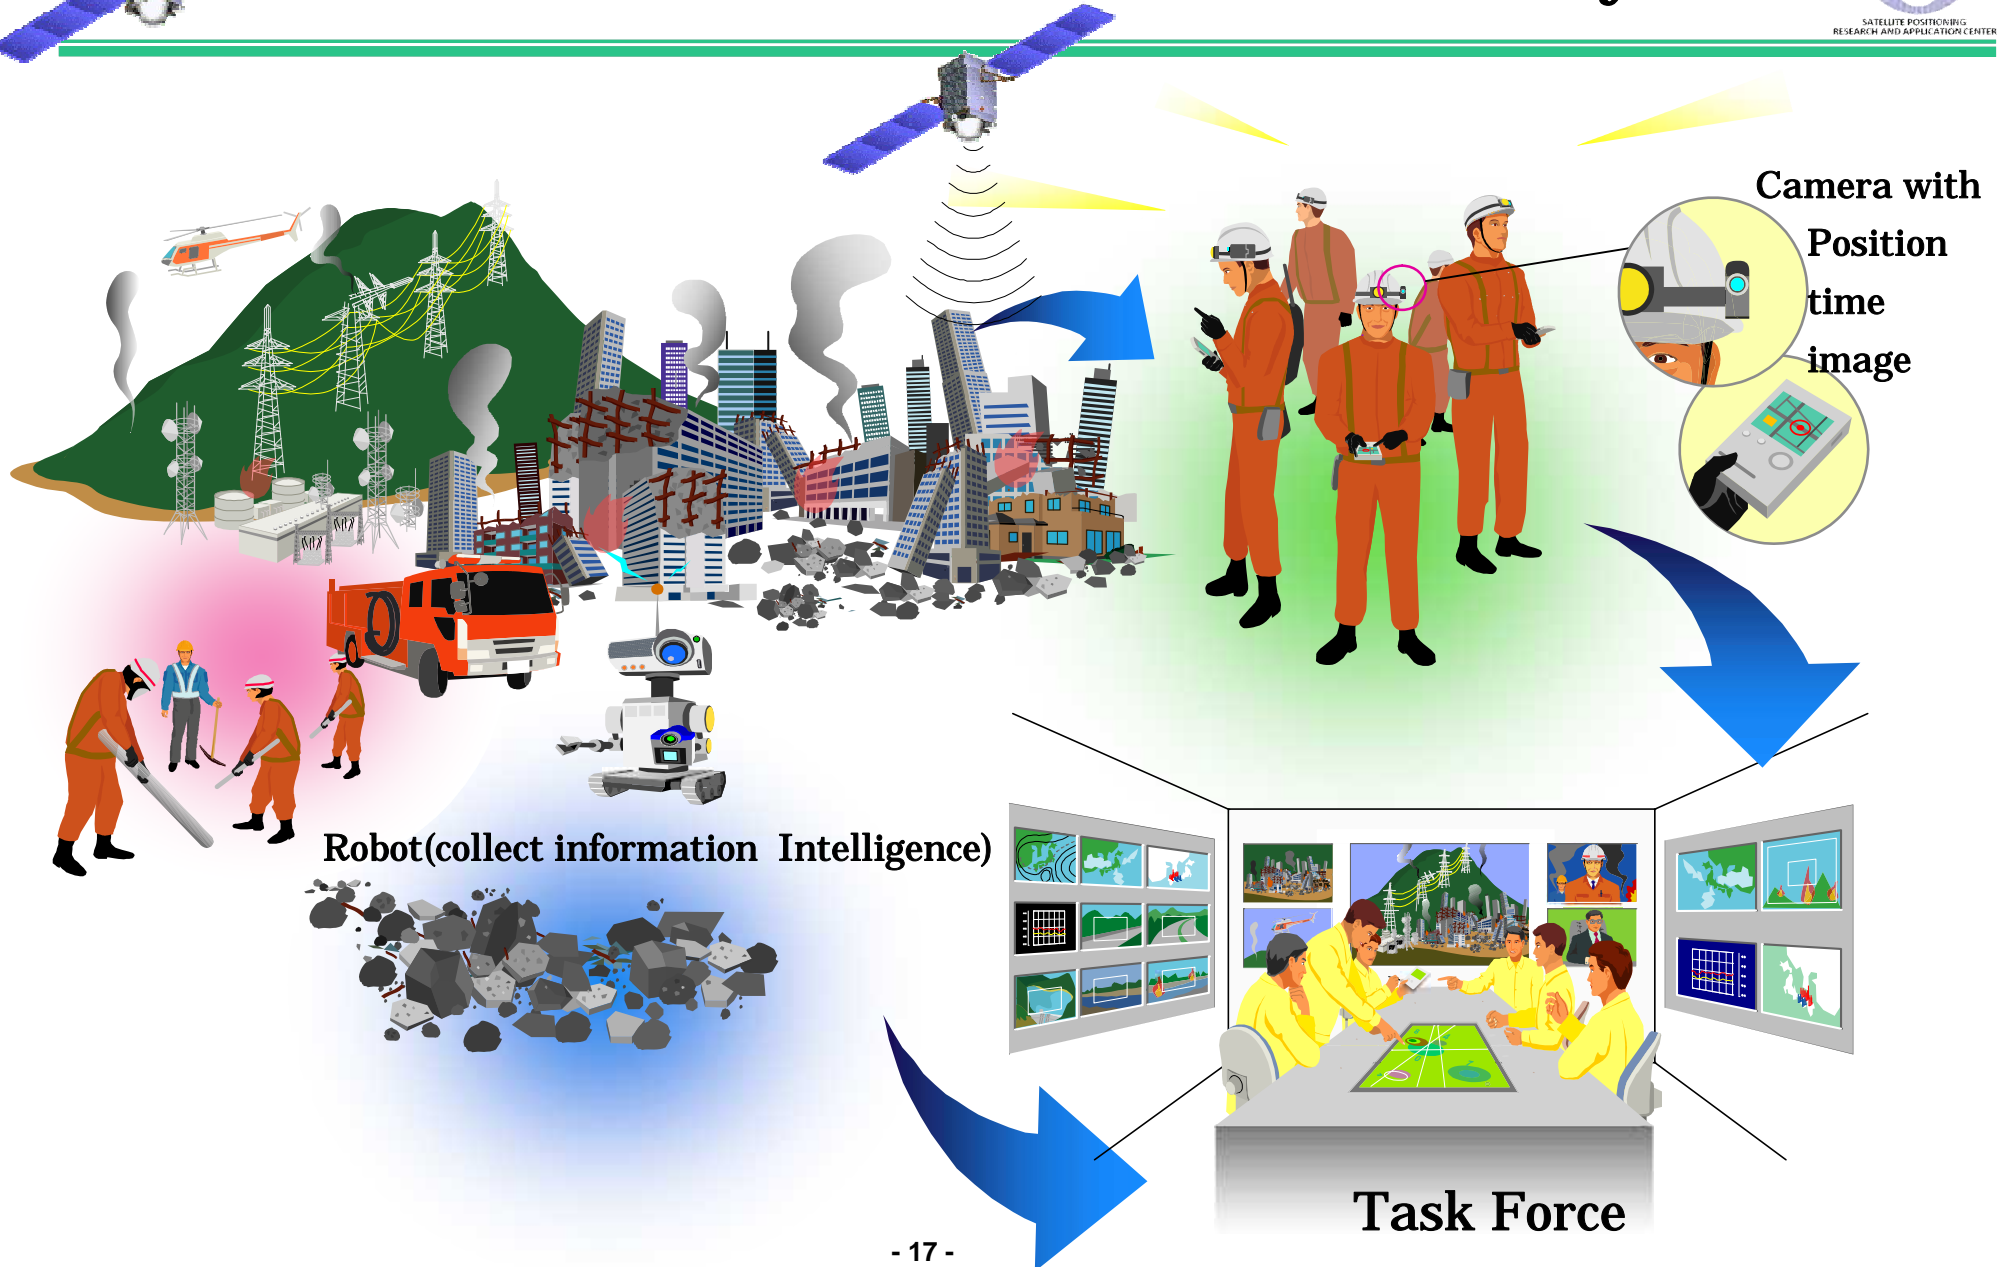 SATELLITE POSITIONING
RESEARCH AND APPLICATION CENTER
Camera with
Position
time
image
Robot(collect information Intelligence)
Task Force
- 17 -